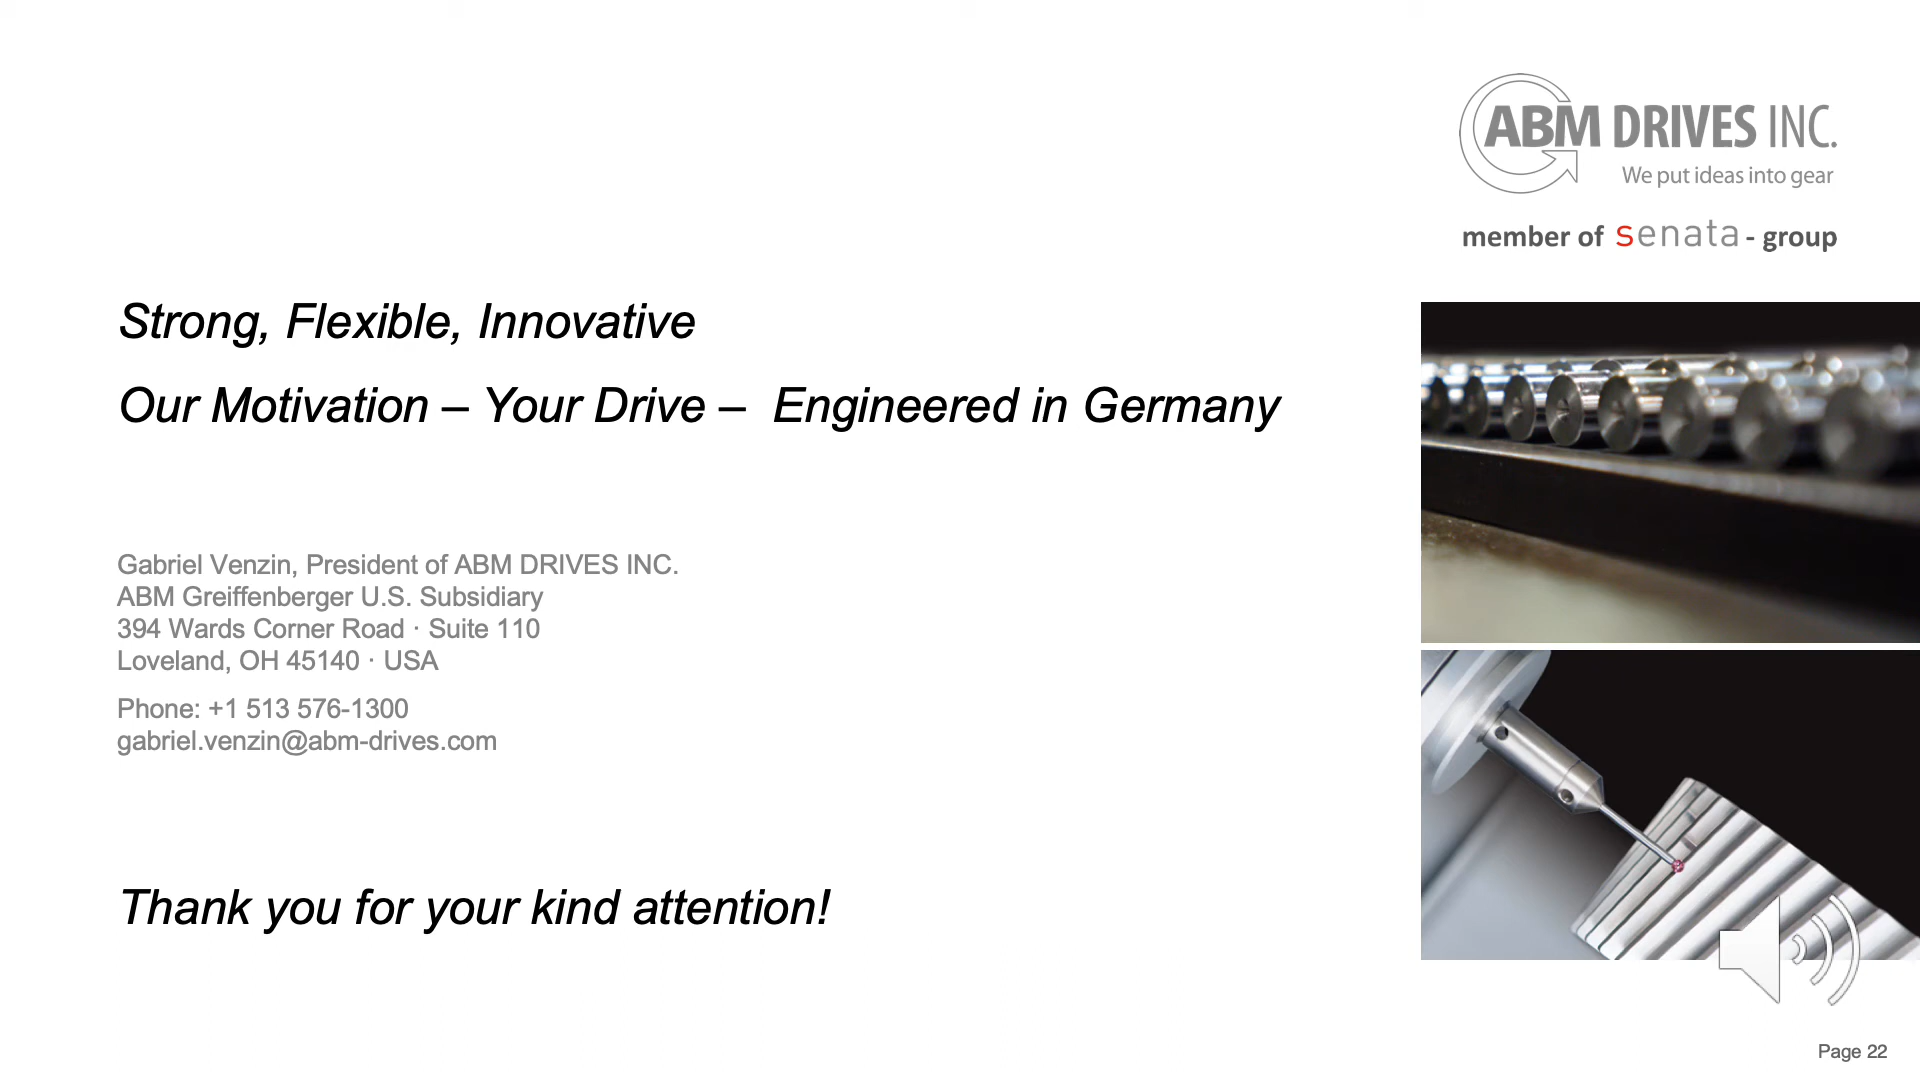 ABM DRIVES INC.
We put ideas into gear
member of senata - group
Strong, Flexible, Innovative
Our Motivation – Your Drive – Engineered in Germany
Gabriel Venzin, President of ABM DRIVES INC.
ABM Greiffenberger U.S. Subsidiary
394 Wards Corner Road · Suite 110
Loveland, OH 45140 · USA
Phone: +1 513 576-1300
gabriel.venzin@abm-drives.com
Thank you for your kind attention!
Page 22